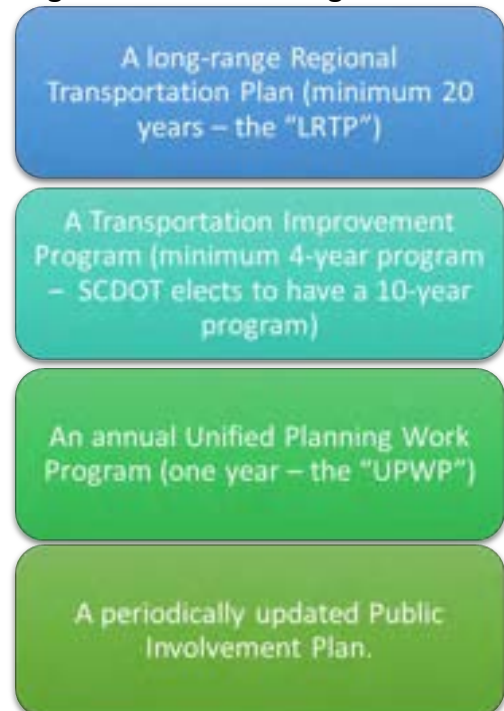 A long-range Regional
Transportation Plan (minimum 20
years – the “LRTP”)
A Transportation Improvement
Program (minimum 4-year program
– SCDOT elects to have a 10-year
program)
An annual Unified Planning Work
Program (one year – the “UPWP”)
A periodically updated Public
Involvement Plan.